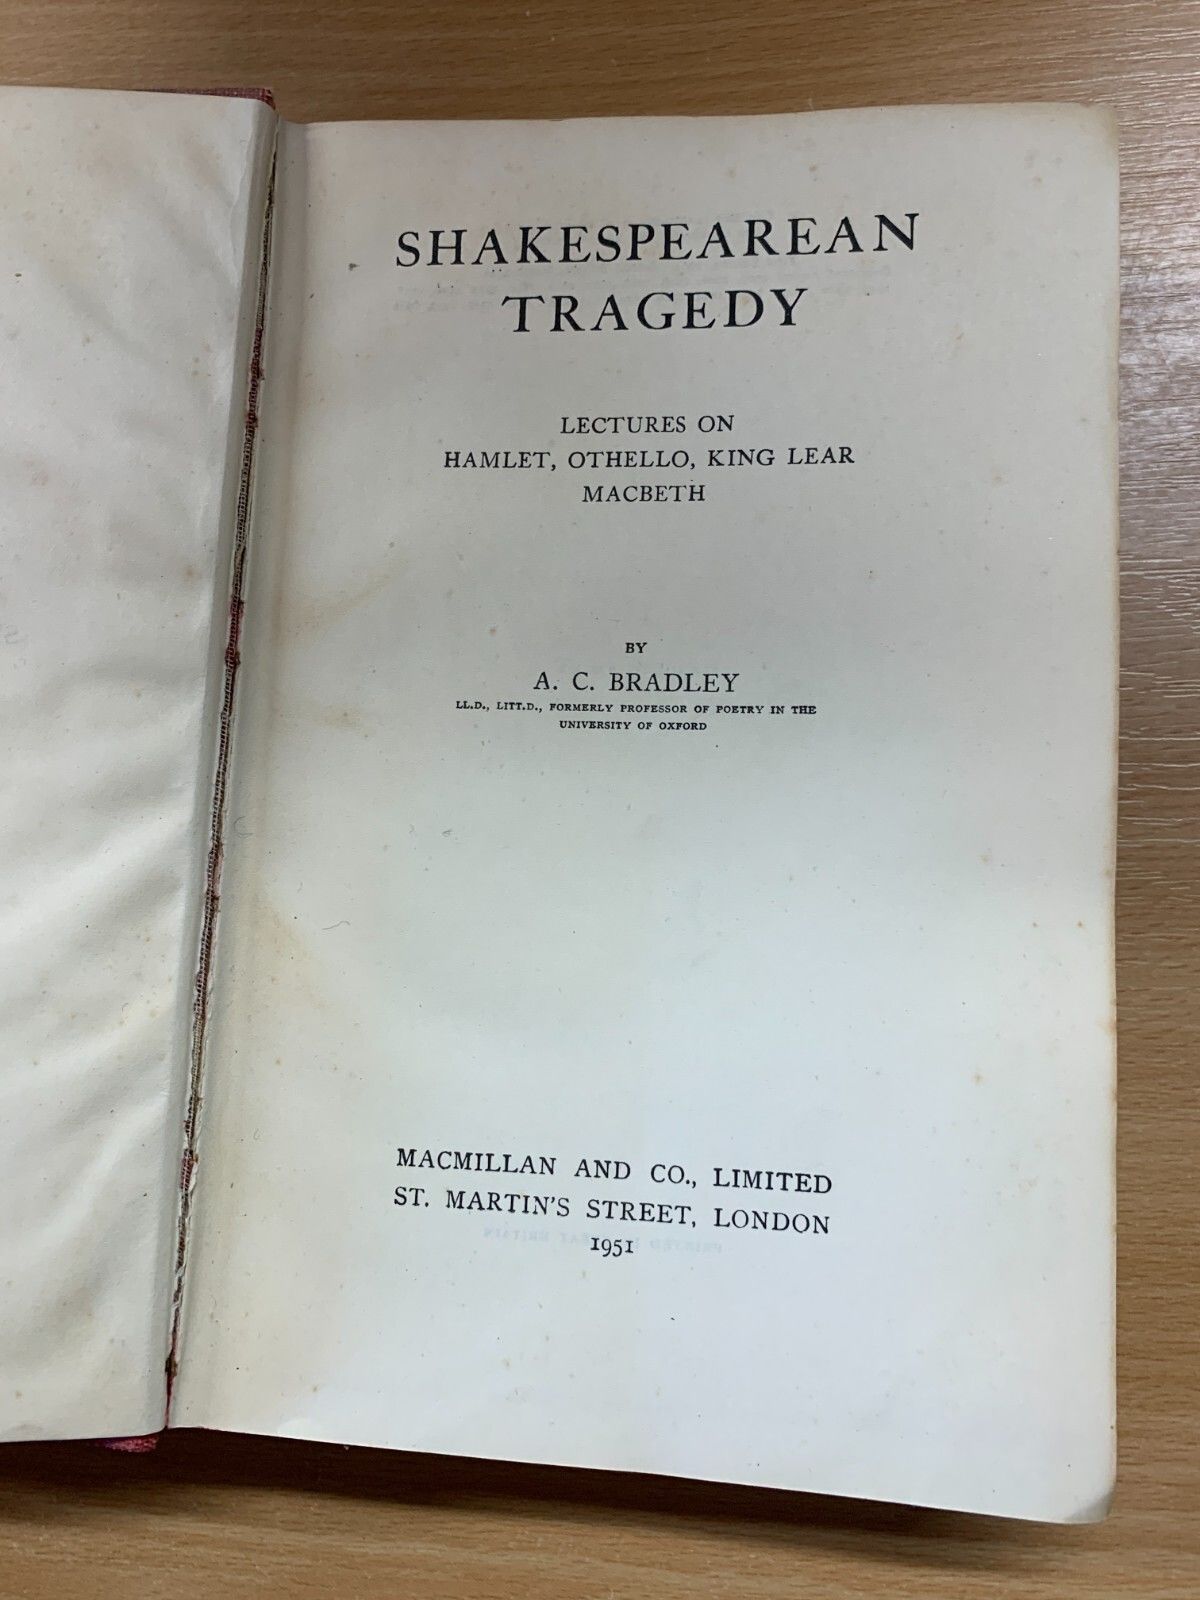 SHAKESPEAREAN
TRAGEDY
LECTURES ON
HAMLET, OTHELLO, KING LEAR
MACBETH
BY
A. C. BRADLEY
LL.D., LITT.D., FORMERLY PROFESSOR OF POETRY IN THE
UNIVERSITY OF OXFORD
MACMILLAN AND CO., LIMITED
ST. MARTIN'S STREET, LONDON
1951